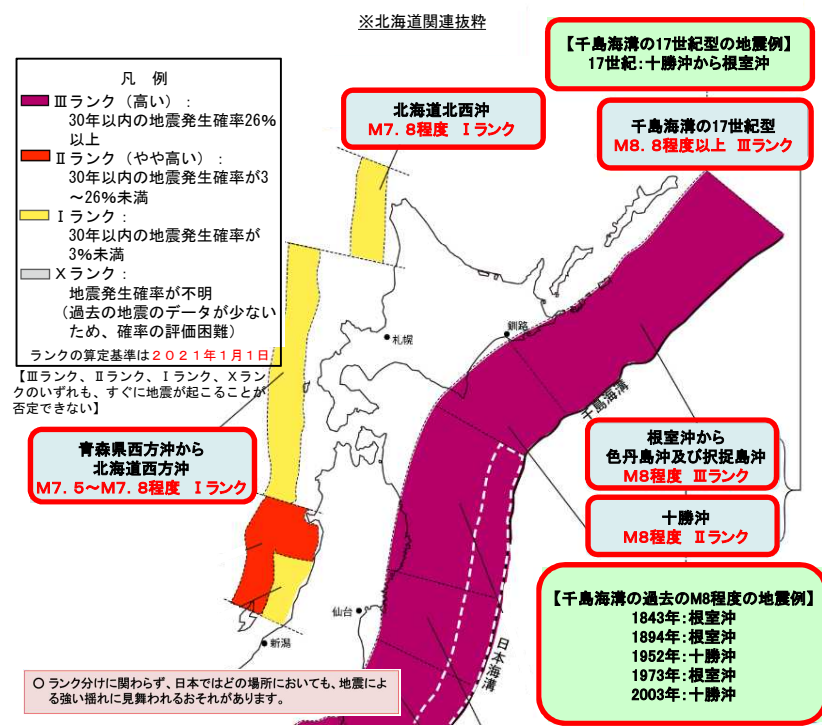 ※北海道関連抜粋
【千島海溝の17世紀型の地震例】
17世紀：十勝沖から根室沖
凡　例
Ⅲランク（高い）：
30年以内の地震発生確率26%
以上
Ⅱランク（やや高い）：
30年以内の地震発生確率が3
～26%未満
Ⅰランク：
30年以内の地震発生確率が
3%未満
Ｘランク：
地震発生確率が不明
（過去の地震のデータが少ない
ため、確率の評価困難）
ランクの算定基準は２０２１年１月１日
【Ⅲランク、Ⅱランク、Ⅰランク、Ｘラン
クのいずれも、すぐに地震が起こることが
否定できない】
北海道北西沖
M7．8程度　Ⅰランク
千島海溝の17世紀型
M8．8程度以上　Ⅲランク
札幌
釧路
千島海溝
青森県西方沖から
北海道西方沖
M7．5～M7．8程度　Ⅰランク
根室沖から
色丹島沖及び択捉島沖
M8程度　Ⅲランク
十勝沖
M8程度　Ⅱランク
【千島海溝の過去のM8程度の地震例】
1843年：根室沖
1894年：根室沖
1952年：十勝沖
1973年：根室沖
2003年：十勝沖
仙台
新潟
日本海溝
○ ランク分けに関わらず、日本ではどの場所においても、地震によ
る強い揺れに見舞われるおそれがあります。